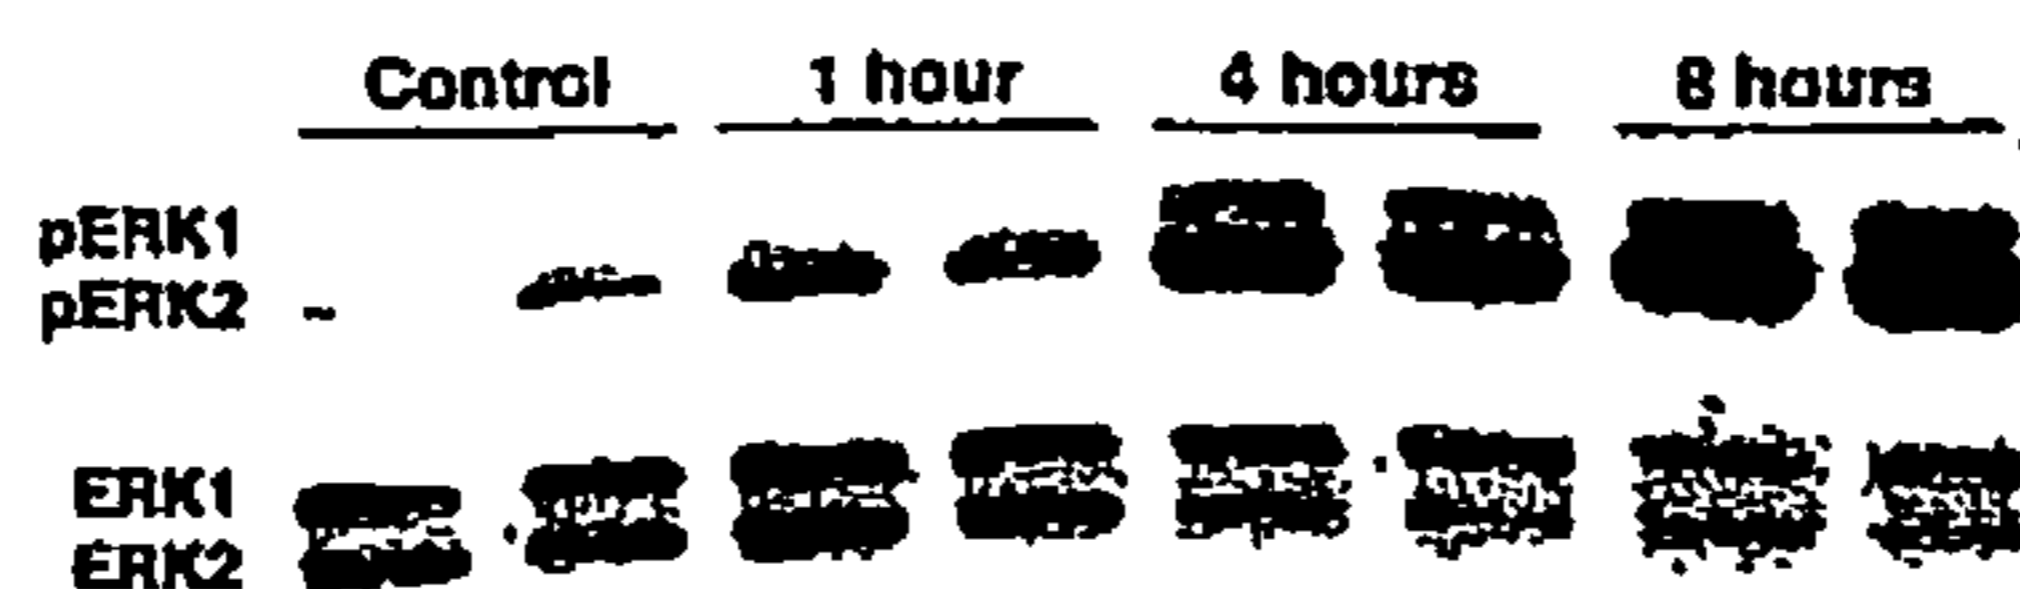 Control 1 hour 4 hours 8 hours
pERK1
pERK2
ERK1
ERK2